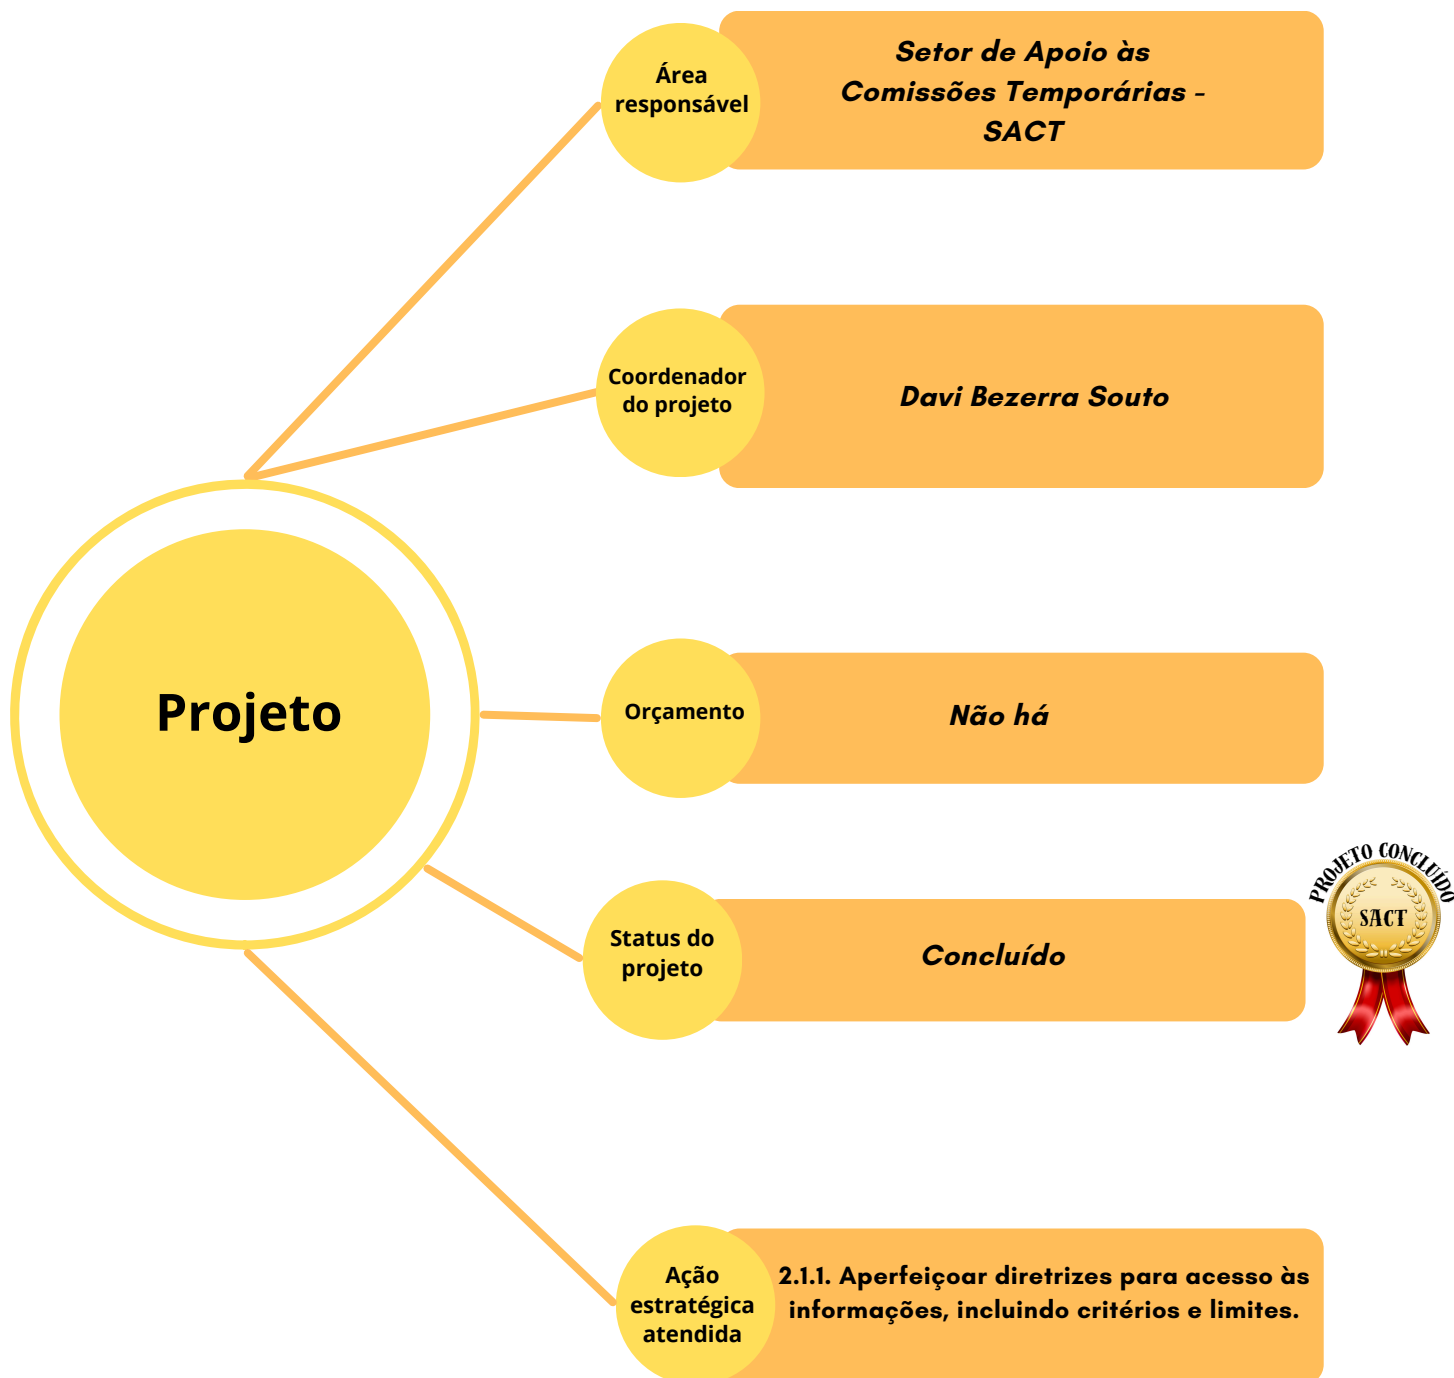 Área
responsável
Setor de Apoio às
Comissões Temporárias -
SACT
Coordenador
do projeto
Davi Bezerra Souto
Projeto
Orçamento
Não há
PROJETO CONCLUÍDO
SACT
Status do
projeto
Concluído
Ação
estratégica
atendida
2.1.1. Aperfeiçoar diretrizes para acesso às
informações, incluindo critérios e limites.